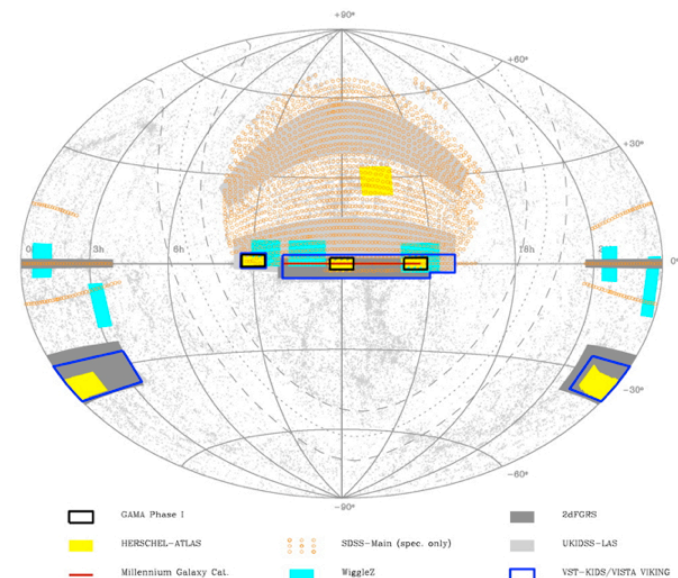 +90°
+60°
+30°
0 3h 6h 18h 2 0°
−30°
−60°
−90°
GAMA Phase I 2dFGRS
HERSCHEL-ATLAS SDSS-Main (spec. only) UKIDSS-LAS
Millennium Galaxy Cat. WiggleZ VST-KIDS/VISTA VIKING